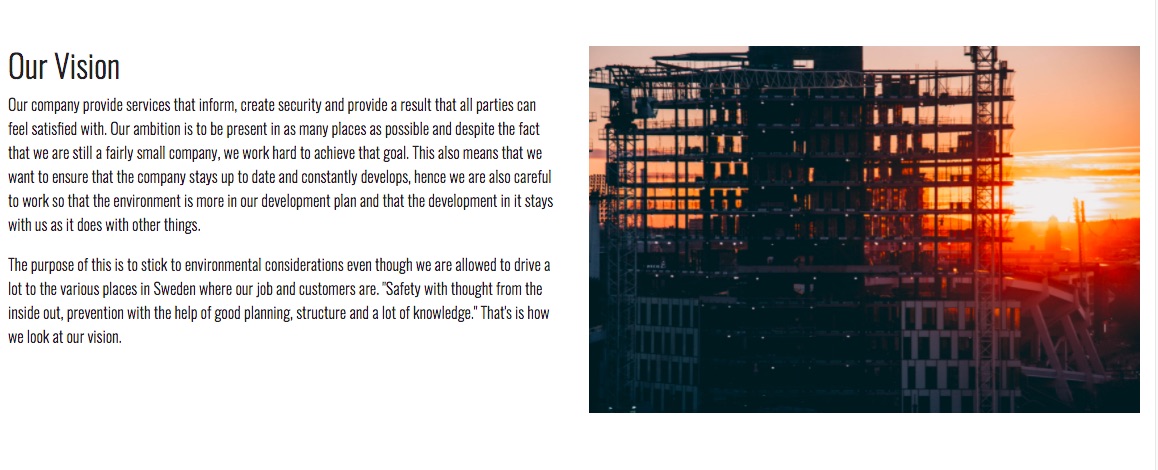 Our Vision
Our company provide services that inform, create security and provide a result that all parties can
feel satisfied with. Our ambition is to be present in as many places as possible and despite the fact
that we are still a fairly small company, we work hard to achieve that goal. This also means that we
want to ensure that the company stays up to date and constantly develops, hence we are also careful
to work so that the environment is more in our development plan and that the development in it stays
with us as it does with other things.
The purpose of this is to stick to environmental considerations even though we are allowed to drive a
lot to the various places in Sweden where our job and customers are. "Safety with thought from the
inside out, prevention with the help of good planning, structure and a lot of knowledge." That's is how
we look at our vision.